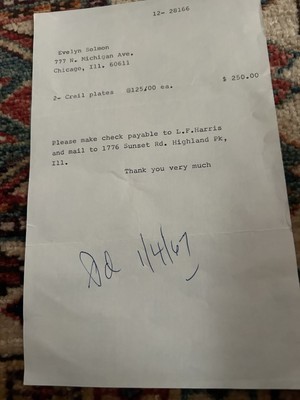 12- 20166
Evelyn Salmon
777 N. Michigan Ave.
Chicago, Ill. 60611
2- Creil plates @125,00 ea. $ 250.00
Please make check payable to L.F.Harris
and mail to 1776 Sunset Rd. Highland Pk,
Ill.
Thank you very much
Pd 1/4/67